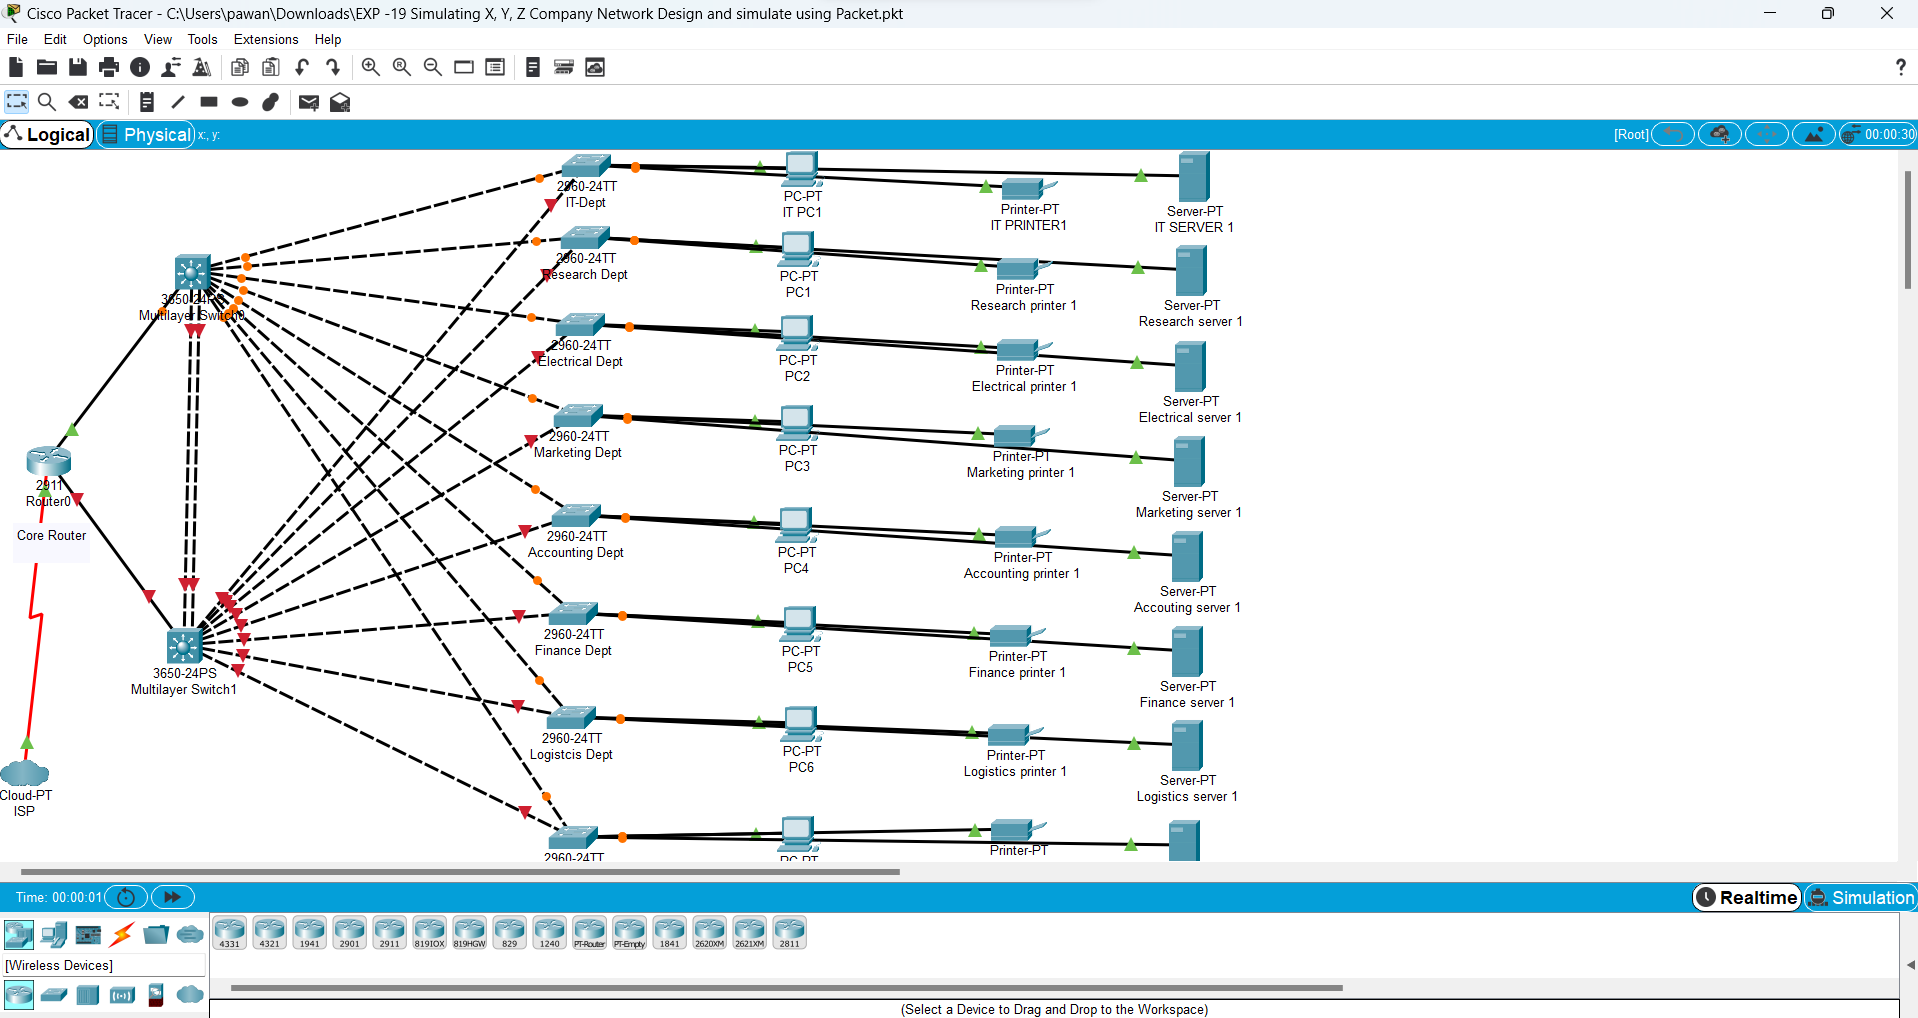 Cisco Packet Tracer - C:\Users\pawan\Downloads\EXP -19 Simulating X, Y, Z Company Network Design and simulate using Packet.pkt
File Edit Options View Tools Extensions Help
Logical Physical x:, y:
[Root] 00:00:30
2960-24TT
IT-Dept
PC-PT
IT PC1
Printer-PT
IT PRINTER1
Server-PT
IT SERVER 1
2960-24TT
Research Dept
PC-PT
PC1
Printer-PT
Research printer 1
Server-PT
Research server 1
3650-24PS
Multilayer Switch0
2960-24TT
Electrical Dept
PC-PT
PC2
Printer-PT
Electrical printer 1
Server-PT
Electrical server 1
2960-24TT
Marketing Dept
PC-PT
PC3
Printer-PT
Marketing printer 1
Server-PT
Marketing server 1
2911
Router0
Core Router
2960-24TT
Accounting Dept
PC-PT
PC4
Printer-PT
Accounting printer 1
Server-PT
Accouting server 1
2960-24TT
Finance Dept
PC-PT
PC5
Printer-PT
Finance printer 1
Server-PT
Finance server 1
3650-24PS
Multilayer Switch1
2960-24TT
Logistcis Dept
PC-PT
PC6
Printer-PT
Logistics printer 1
Server-PT
Logistics server 1
Cloud-PT
ISP
2960-24TT
PC-PT
Printer-PT
Time: 00:00:01
Realtime Simulation
4331 4321 1941 2901 2911 819IOX 819HGW 829 1240 PT-Router PT-Empty 1841 2620XM 2621XM 2811
[Wireless Devices]
(Select a Device to Drag and Drop to the Workspace)